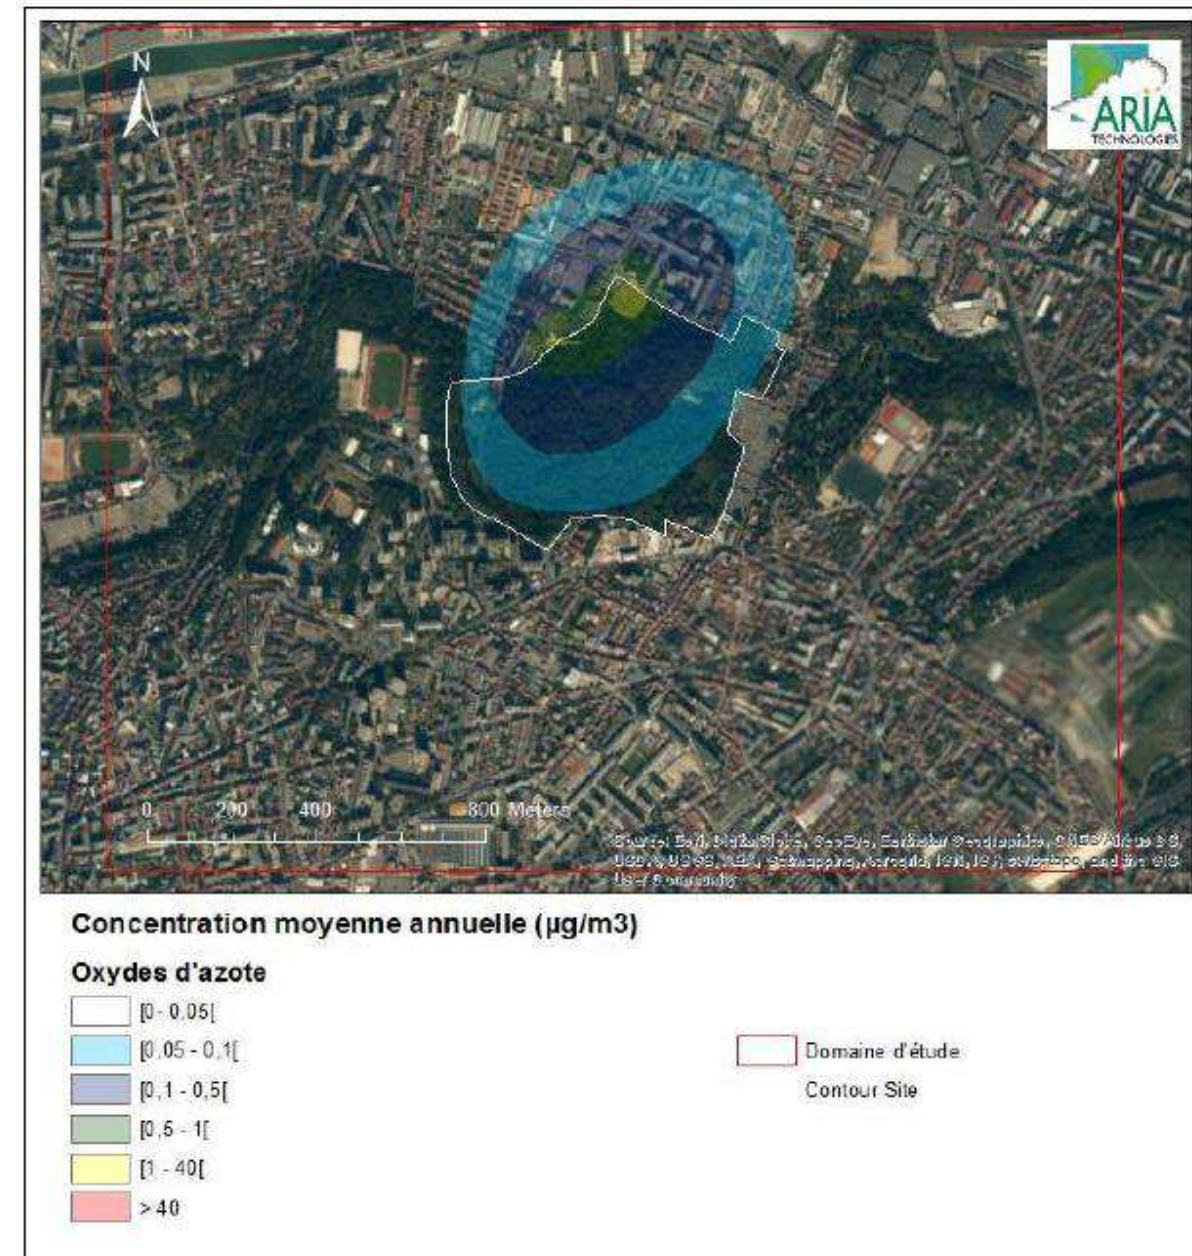 N
ARIA
TECHNOLOGIES
0 200 400 800 Meters
Concentration moyenne annuelle (µg/m3)
Oxydes d'azote
[0 - 0,05[
[0,05 - 0,1[
[0,1 - 0,5[
[0,5 - 1[
[1 - 40[
> 40
Domaine d'étude
Contour Site